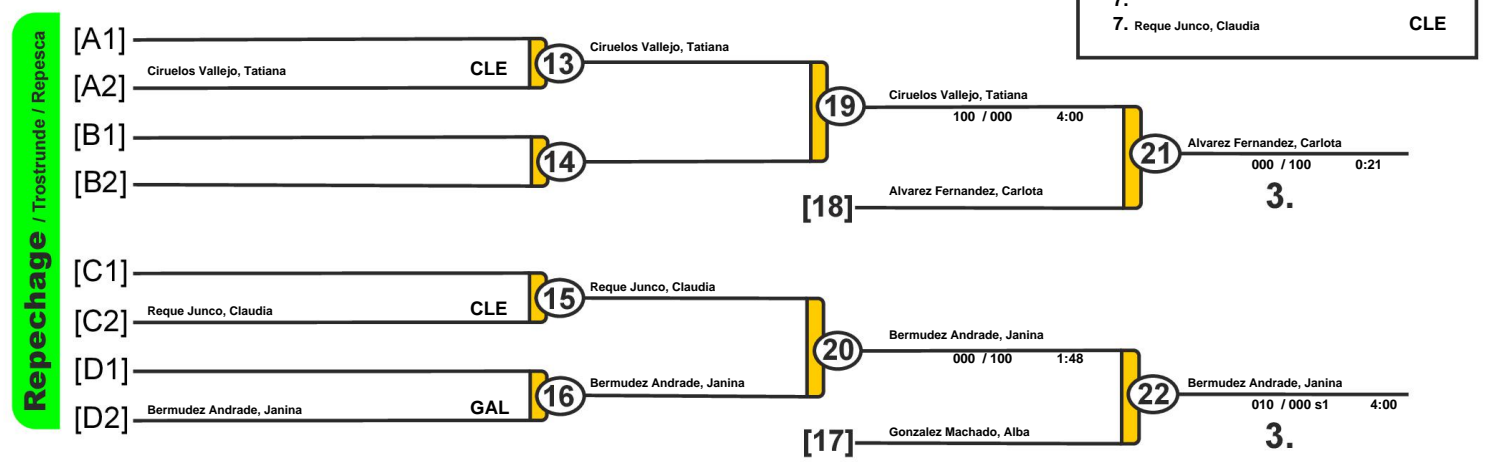 7.
7. Reque Junco, Claudia CLE
Repechage / Trostrunde / Repesca
[A1]
Ciruelos Vallejo, Tatiana CLE
[A2]
13
Ciruelos Vallejo, Tatiana
[B1]
[B2]
14
19
Ciruelos Vallejo, Tatiana
100 / 000 4:00
[18]
Alvarez Fernandez, Carlota
21
Alvarez Fernandez, Carlota
000 / 100 0:21
3.
[C1]
Reque Junco, Claudia CLE
[C2]
15
Reque Junco, Claudia
[D1]
Bermudez Andrade, Janina GAL
[D2]
16
Bermudez Andrade, Janina
20
Bermudez Andrade, Janina
000 / 100 1:48
[17]
Gonzalez Machado, Alba
22
Bermudez Andrade, Janina
010 / 000 s1 4:00
3.